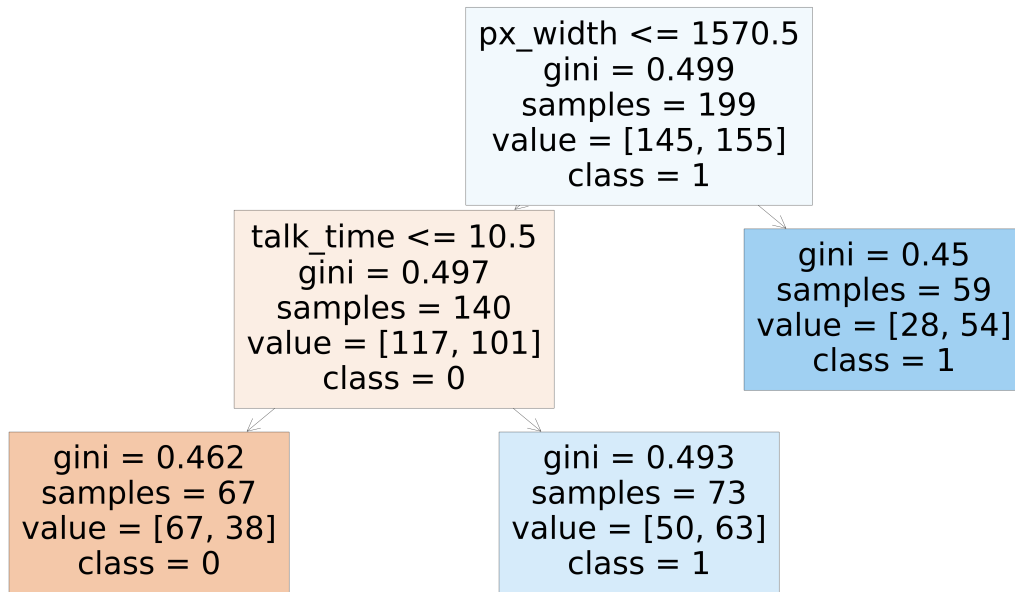 px_width <= 1570.5
gini = 0.499
samples = 199
value = [145, 155]
class = 1
talk_time <= 10.5
gini = 0.497
samples = 140
value = [117, 101]
class = 0
gini = 0.45
samples = 59
value = [28, 54]
class = 1
gini = 0.462
samples = 67
value = [67, 38]
class = 0
gini = 0.493
samples = 73
value = [50, 63]
class = 1